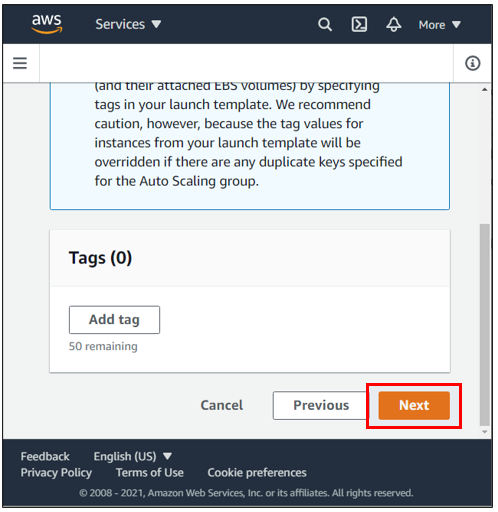 aws Services More
(and their attached EBS volumes) by specifying
tags in your launch template. We recommend
caution, however, because the tag values for
instances from your launch template will be
overridden if there are any duplicate keys specified
for the Auto Scaling group.
Tags (0)
Add tag
50 remaining
Cancel Previous Next
Feedback English (US)
Privacy Policy Terms of Use Cookie preferences
© 2008 - 2021, Amazon Web Services, Inc. or its affiliates. All rights reserved.